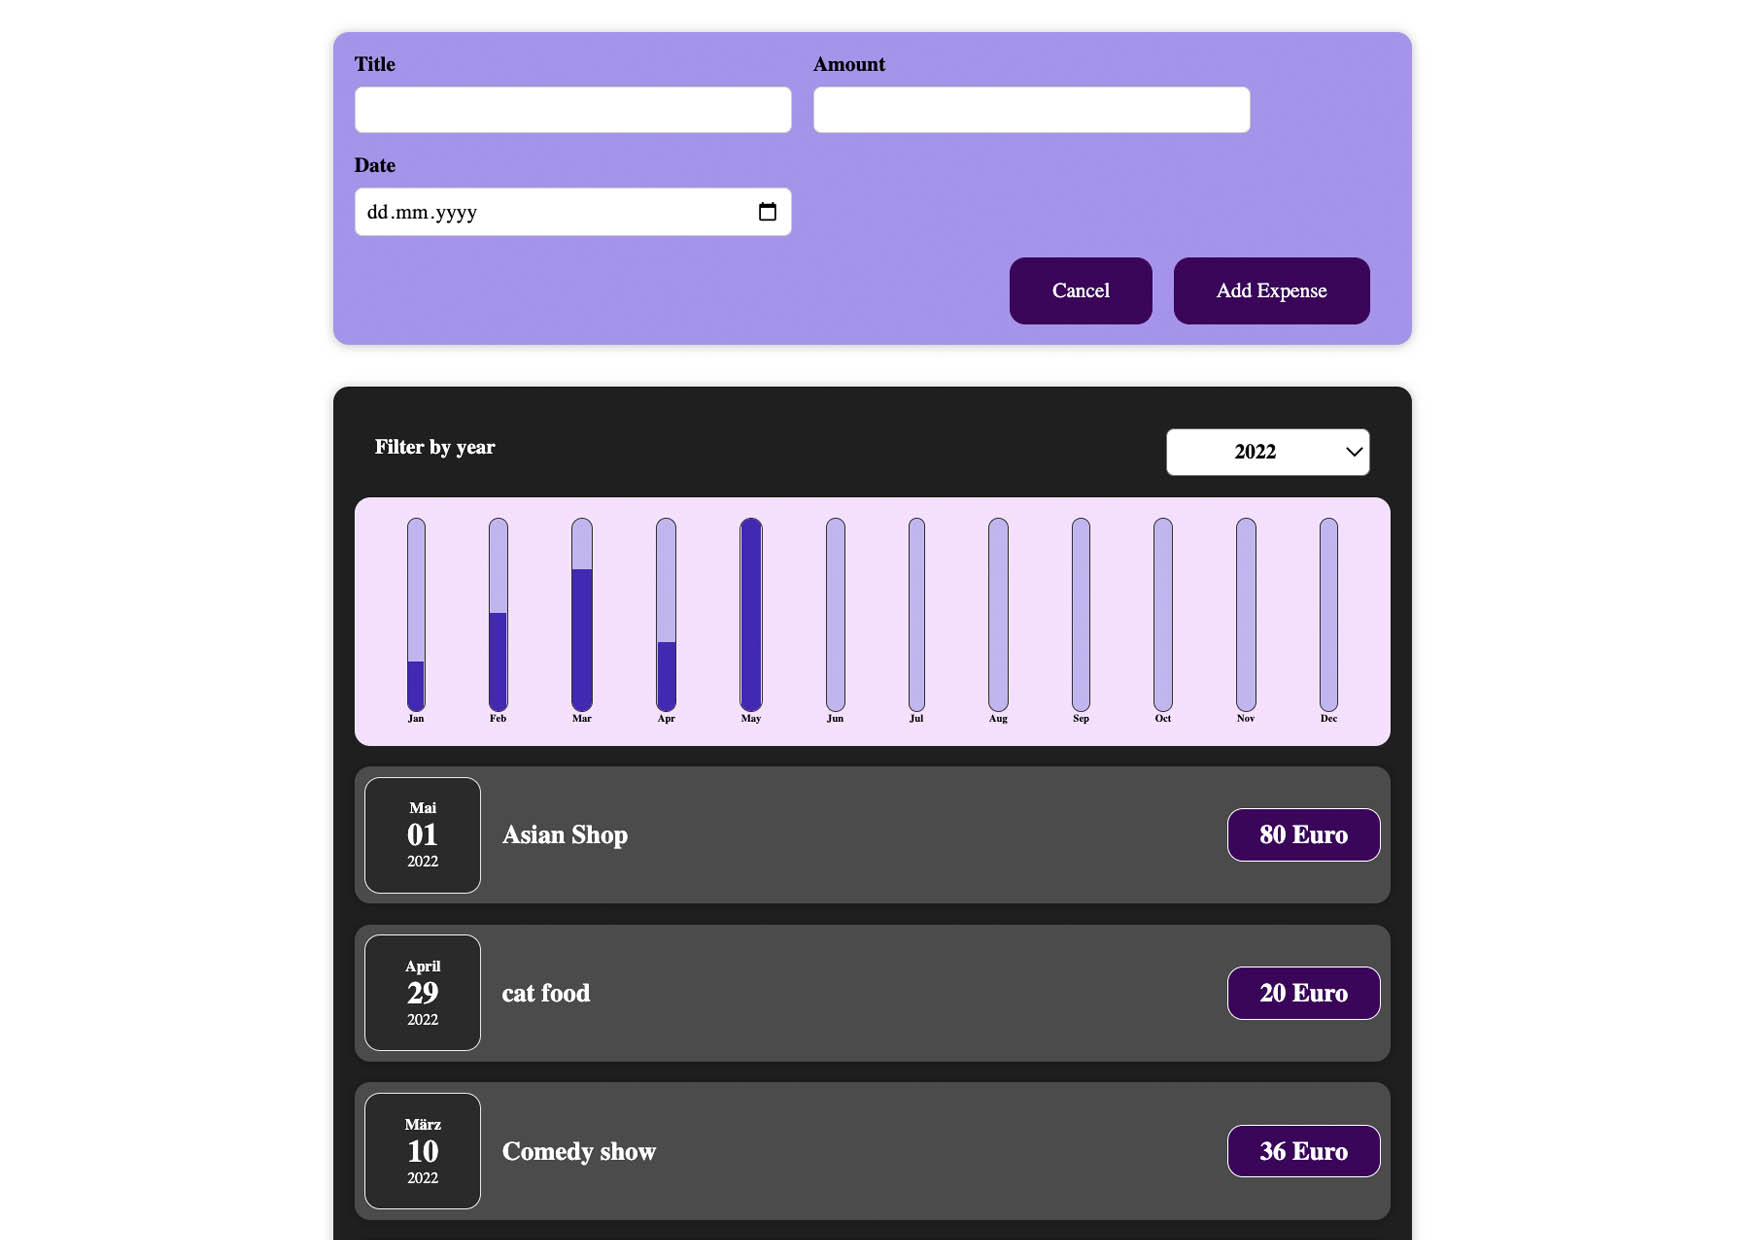 Title
Amount
Date
dd.mm.yyyy
Cancel
Add Expense
Filter by year
2022
Jan
Feb
Mar
Apr
May
Jun
Jul
Aug
Sep
Oct
Nov
Dec
Mai
01
2022
Asian Shop
80 Euro
April
29
2022
cat food
20 Euro
März
10
2022
Comedy show
36 Euro